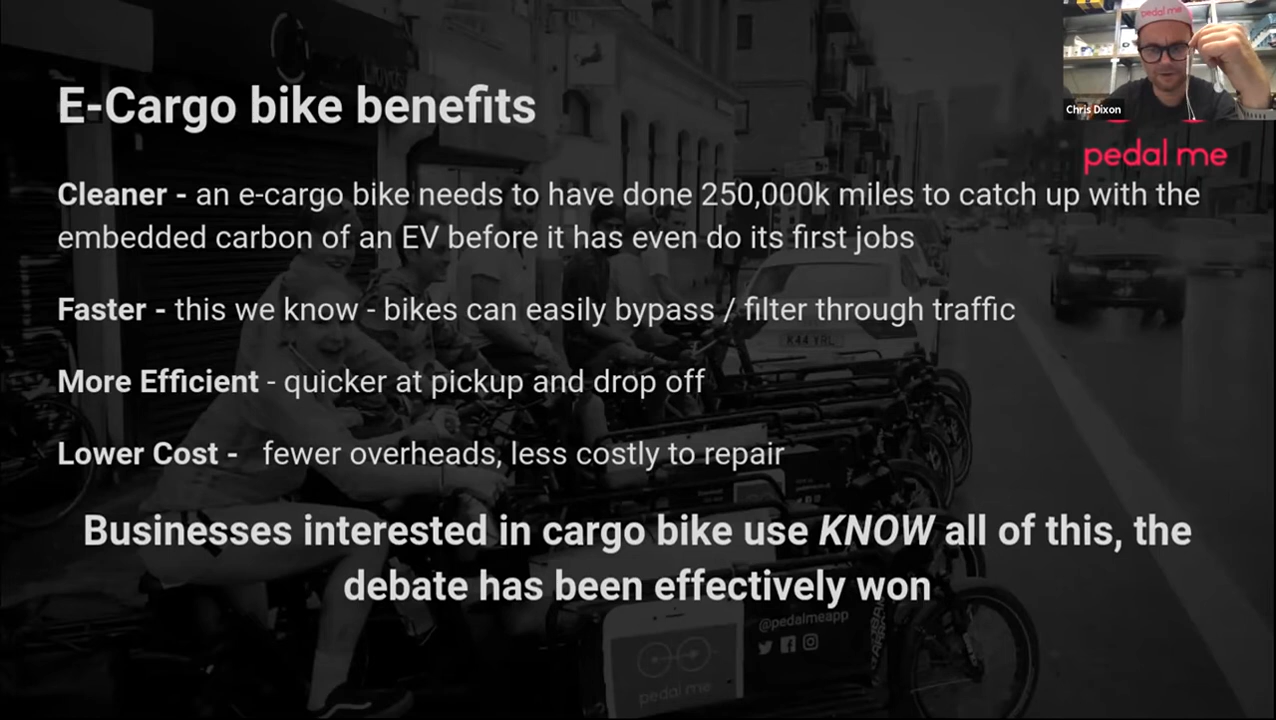 pedal me
Chris Dixon
pedal me
E-Cargo bike benefits
Cleaner - an e-cargo bike needs to have done 250,000k miles to catch up with the
embedded carbon of an EV before it has even do its first jobs
Faster - this we know - bikes can easily bypass / filter through traffic
K44 YRL
More Efficient - quicker at pickup and drop off
Lower Cost - fewer overheads, less costly to repair
Businesses interested in cargo bike use KNOW all of this, the
debate has been effectively won
@pedalmeapp
pedal me